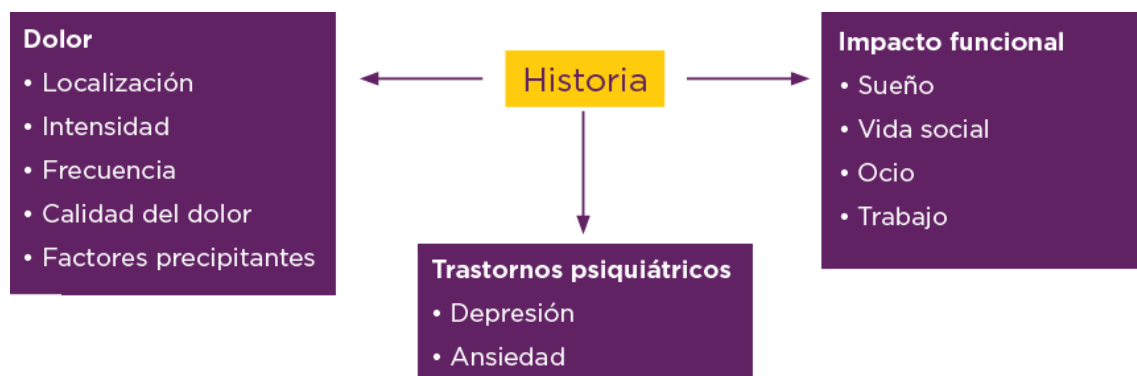 Historia
Dolor
• Localización
• Intensidad
• Frecuencia
• Calidad del dolor
• Factores precipitantes
Trastornos psiquiátricos
• Depresión
• Ansiedad
Impacto funcional
• Sueño
• Vida social
• Ocio
• Trabajo